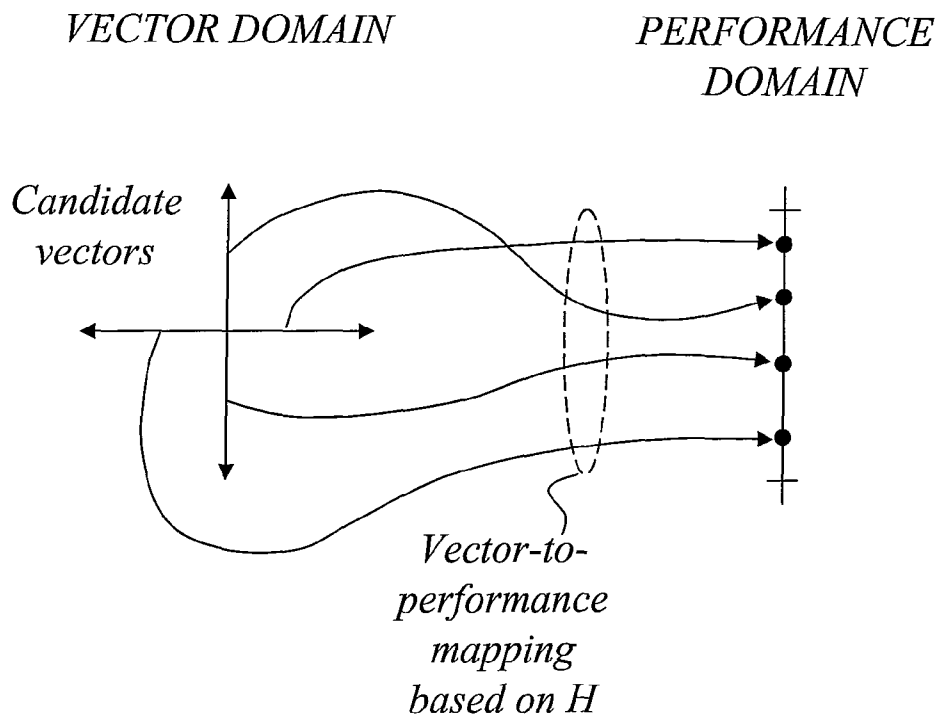 VECTOR DOMAIN
PERFORMANCE
DOMAIN
Candidate
vectors
Vector-to-
performance
mapping
based on H